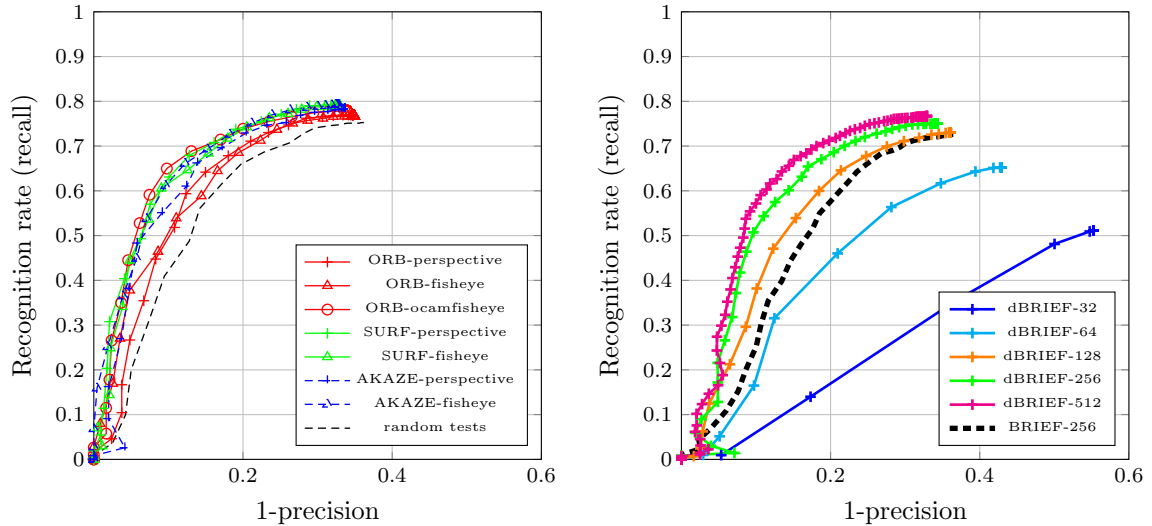 1
0.9
0.8
0.7
0.6
0.5
0.4
0.3
0.2
0.1
0
0.2
0.4
0.6
1-precision
Recognition rate (recall)
ORB-perspective
ORB-fisheye
ORB-ocamfisheye
SURF-perspective
SURF-fisheye
AKAZE-perspective
AKAZE-fisheye
random tests
1
0.9
0.8
0.7
0.6
0.5
0.4
0.3
0.2
0.1
0
0.2
0.4
0.6
1-precision
Recognition rate (recall)
dBRIEF-32
dBRIEF-64
dBRIEF-128
dBRIEF-256
dBRIEF-512
BRIEF-256